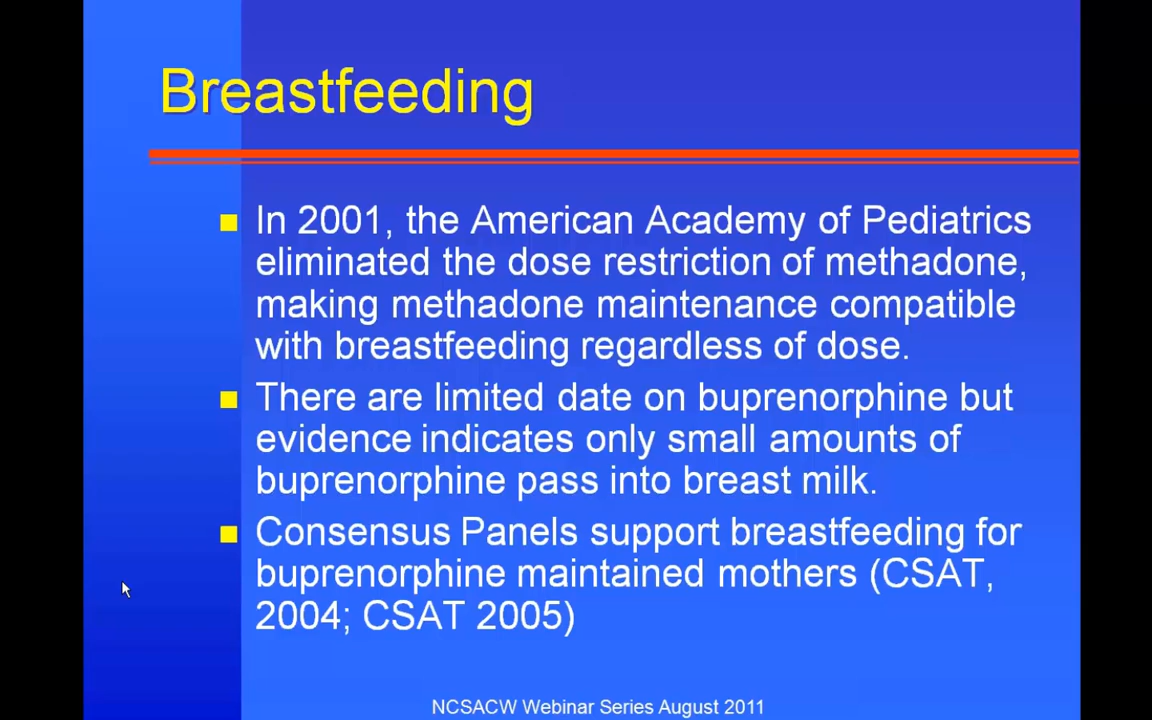 Breastfeeding
In 2001, the American Academy of Pediatrics
eliminated the dose restriction of methadone,
making methadone maintenance compatible
with breastfeeding regardless of dose.
There are limited date on buprenorphine but
evidence indicates only small amounts of
buprenorphine pass into breast milk.
Consensus Panels support breastfeeding for
buprenorphine maintained mothers (CSAT,
2004; CSAT 2005)
NCSACW Webinar Series August 2011